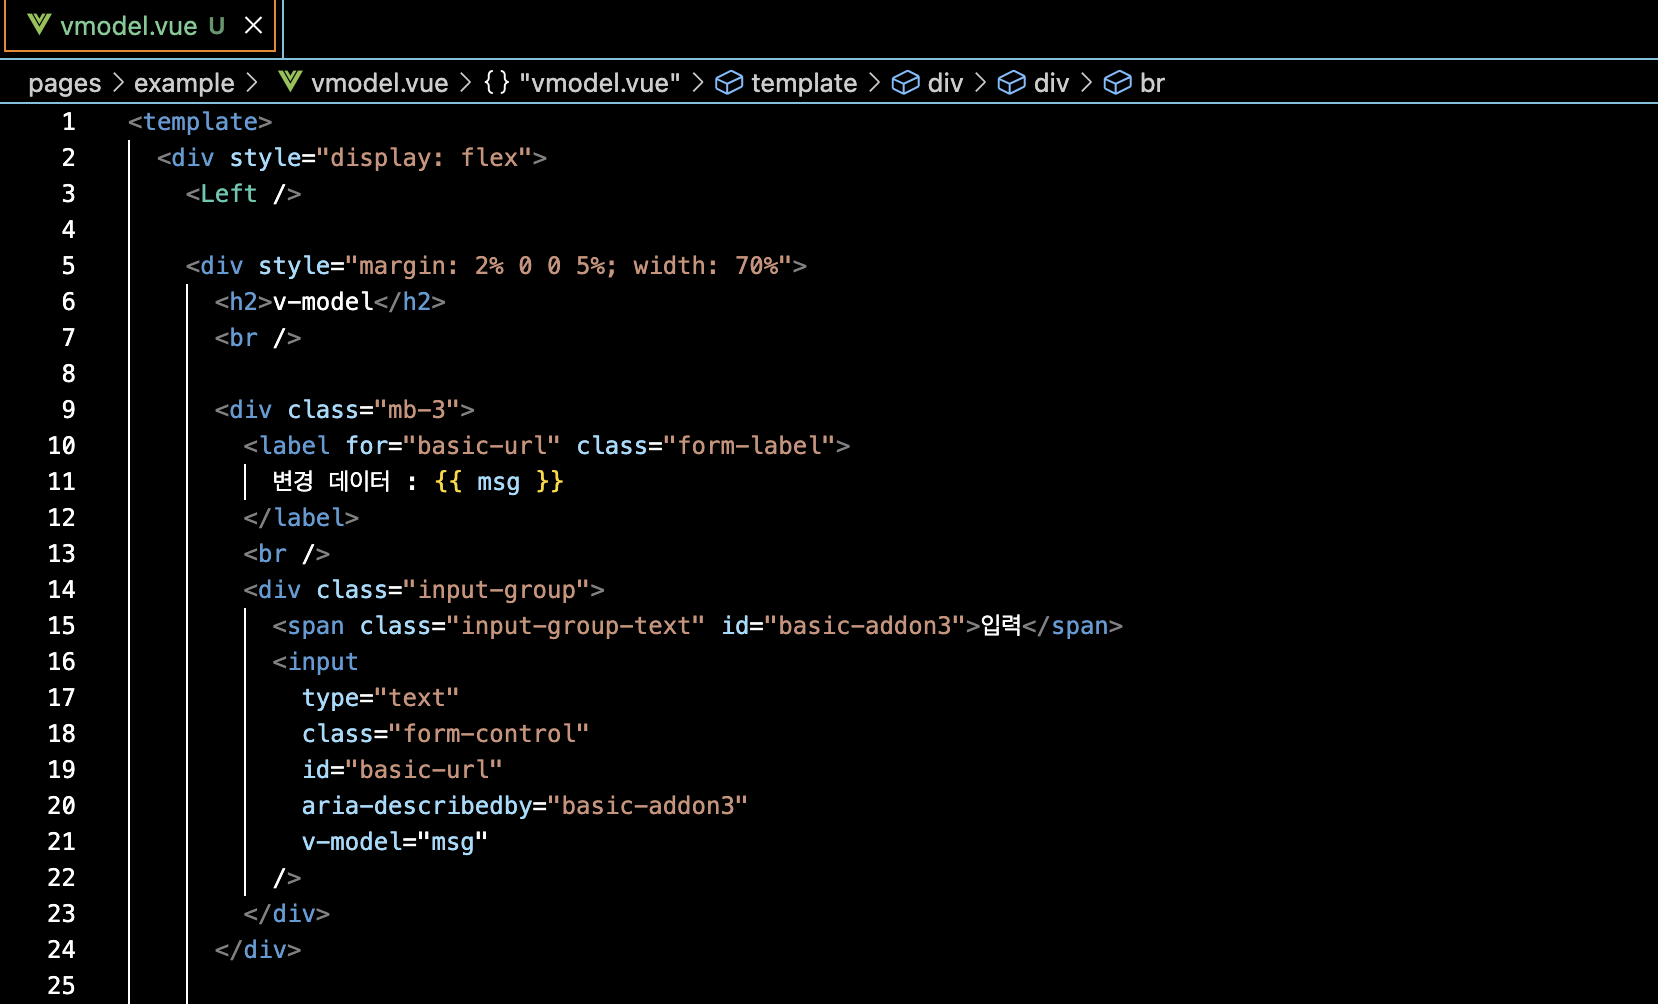 vmodel.vue U
pages > example > vmodel.vue > {} "vmodel.vue" > template > div > div > br
1 <template>
2 <div style="display: flex">
3 <Left />
4
5 <div style="margin: 2% 0 0 5%; width: 70%">
6 <h2>v-model</h2>
7 <br />
8
9 <div class="mb-3">
10 <label for="basic-url" class="form-label">
11 변경 데이터 : {{ msg }}
12 </label>
13 <br />
14 <div class="input-group">
15 <span class="input-group-text" id="basic-addon3">입력</span>
16 <input
17 type="text"
18 class="form-control"
19 id="basic-url"
20 aria-describedby="basic-addon3"
21 v-model="msg"
22 />
23 </div>
24 </div>
25